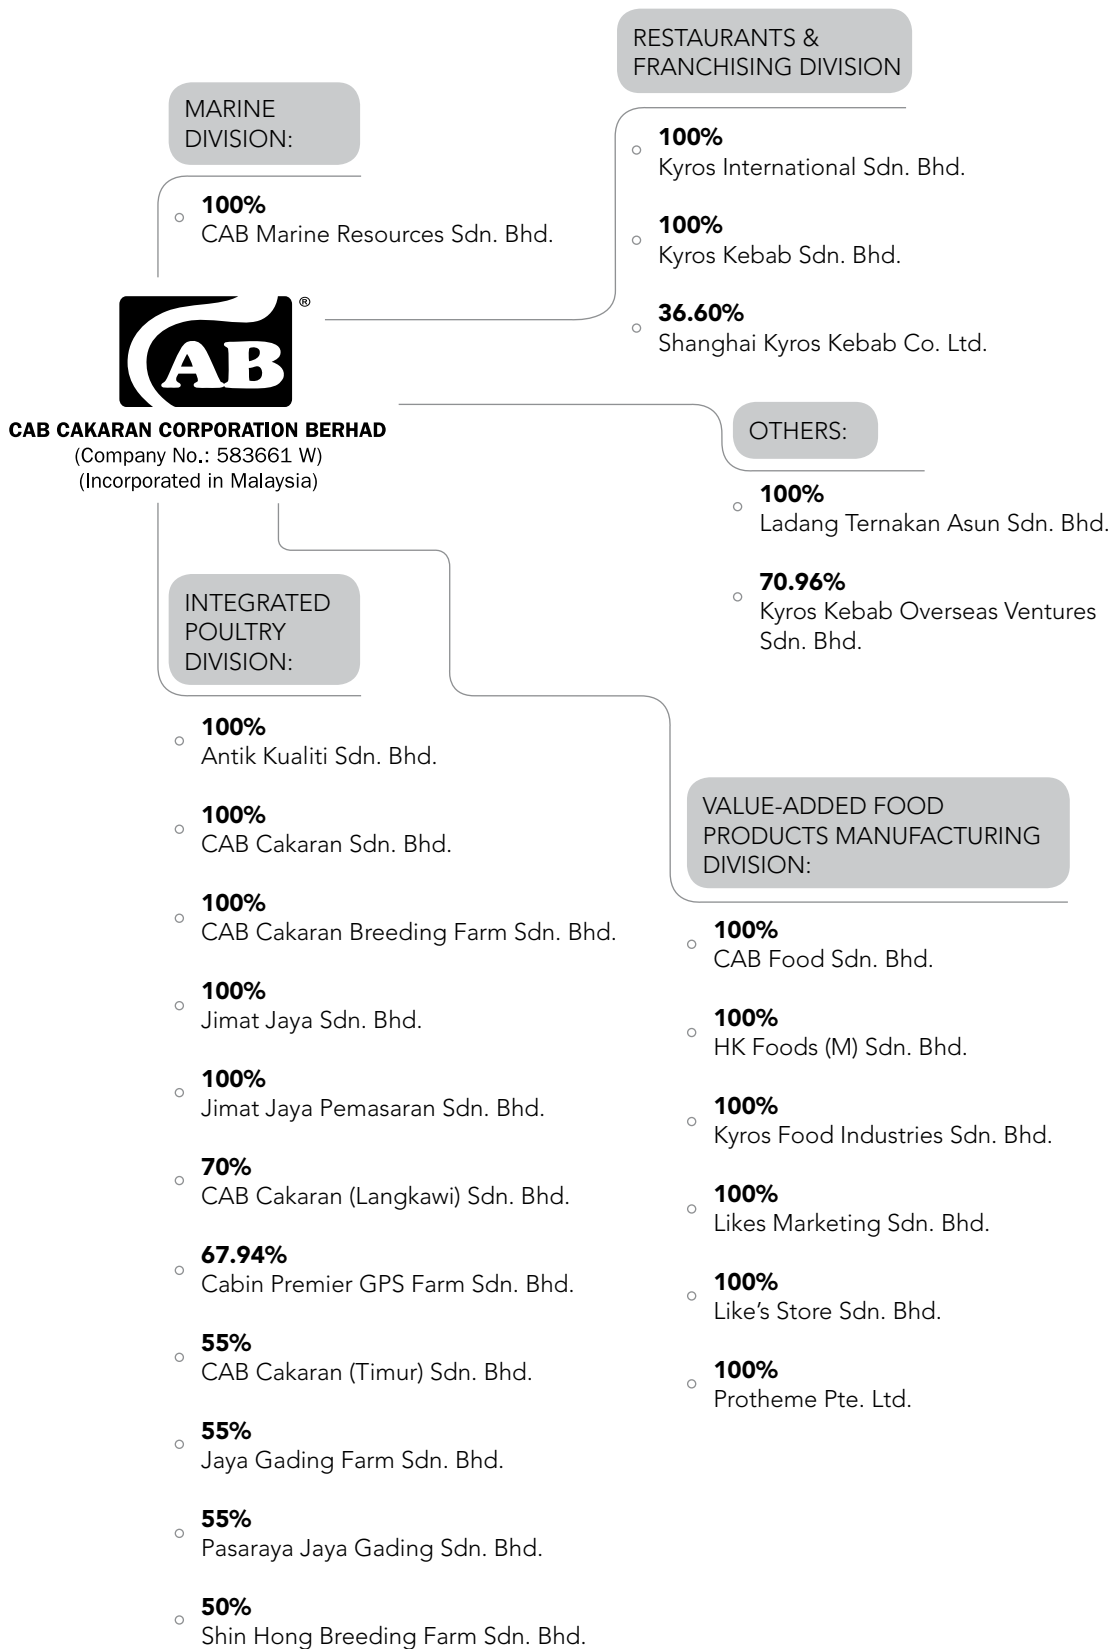 RESTAURANTS &
FRANCHISING DIVISION
100%
Kyros International Sdn. Bhd.
100%
Kyros Kebab Sdn. Bhd.
36.60%
Shanghai Kyros Kebab Co. Ltd.
MARINE
DIVISION:
100%
CAB Marine Resources Sdn. Bhd.
CAB
®
CAB CAKARAN CORPORATION BERHAD
(Company No.: 583661 W)
(Incorporated in Malaysia)
OTHERS:
100%
Ladang Ternakan Asun Sdn. Bhd.
70.96%
Kyros Kebab Overseas Ventures
Sdn. Bhd.
INTEGRATED
POULTRY
DIVISION:
100%
Antik Kualiti Sdn. Bhd.
100%
CAB Cakaran Sdn. Bhd.
100%
CAB Cakaran Breeding Farm Sdn. Bhd.
100%
Jimat Jaya Sdn. Bhd.
100%
Jimat Jaya Pemasaran Sdn. Bhd.
70%
CAB Cakaran (Langkawi) Sdn. Bhd.
67.94%
Cabin Premier GPS Farm Sdn. Bhd.
55%
CAB Cakaran (Timur) Sdn. Bhd.
55%
Jaya Gading Farm Sdn. Bhd.
55%
Pasaraya Jaya Gading Sdn. Bhd.
50%
Shin Hong Breeding Farm Sdn. Bhd.
VALUE-ADDED FOOD
PRODUCTS MANUFACTURING
DIVISION:
100%
CAB Food Sdn. Bhd.
100%
HK Foods (M) Sdn. Bhd.
100%
Kyros Food Industries Sdn. Bhd.
100%
Likes Marketing Sdn. Bhd.
100%
Like’s Store Sdn. Bhd.
100%
Protheme Pte. Ltd.